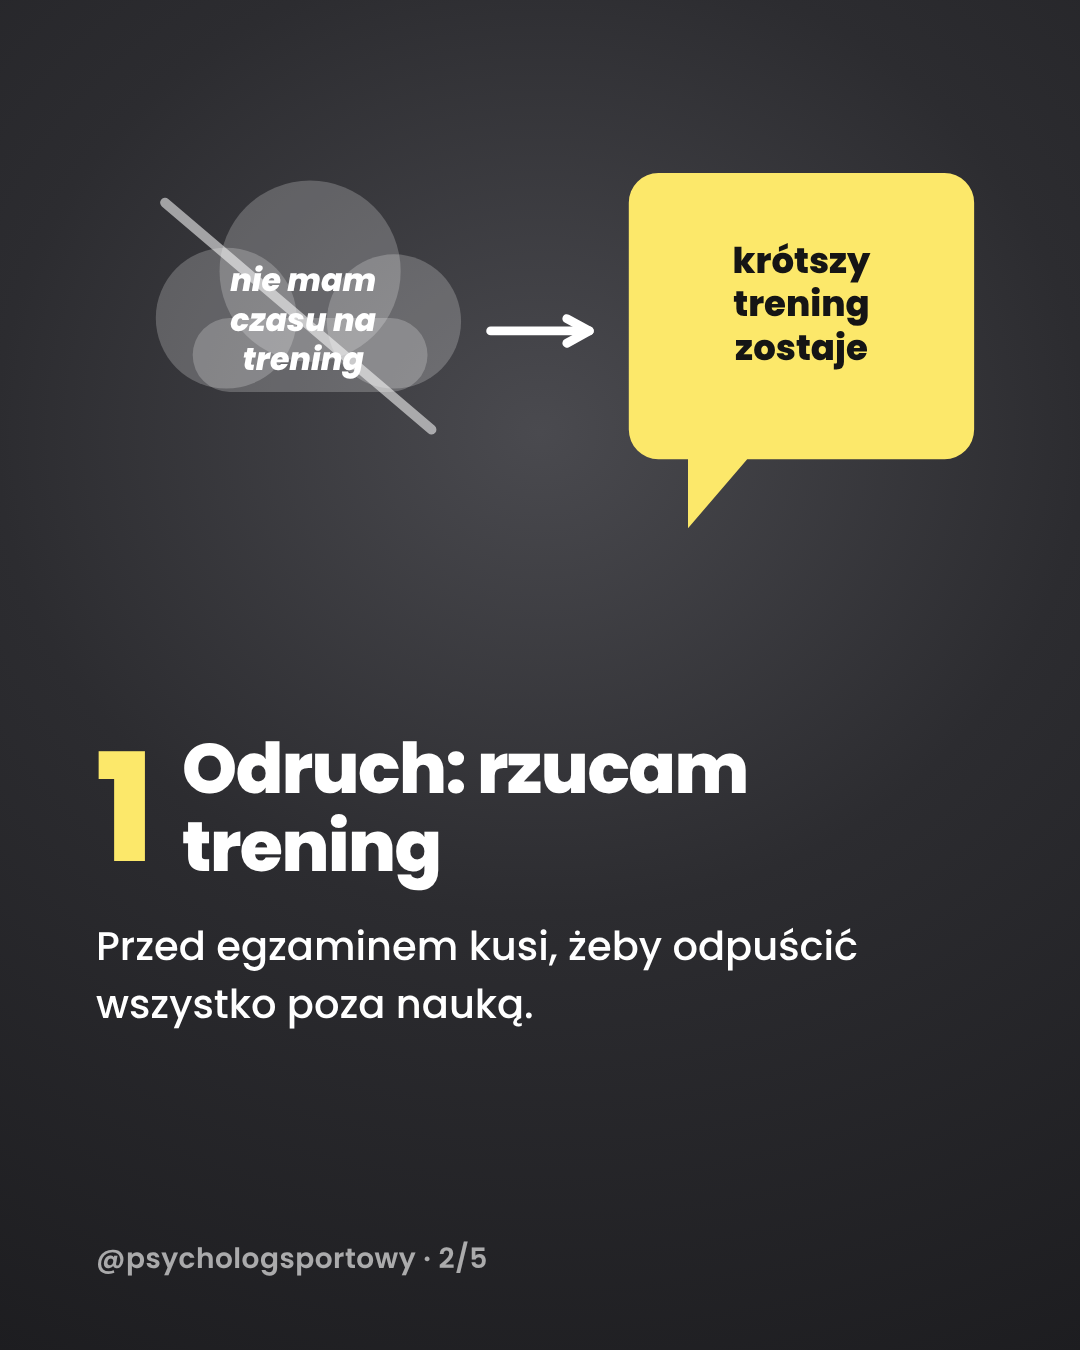 nie mam
czasu na
trening
krótszy
trening
zostaje
1
Odruch: rzucam
trening
Przed egzaminem kusi, żeby odpuścić
wszystko poza nauką.
@psychologsportowy · 2/5